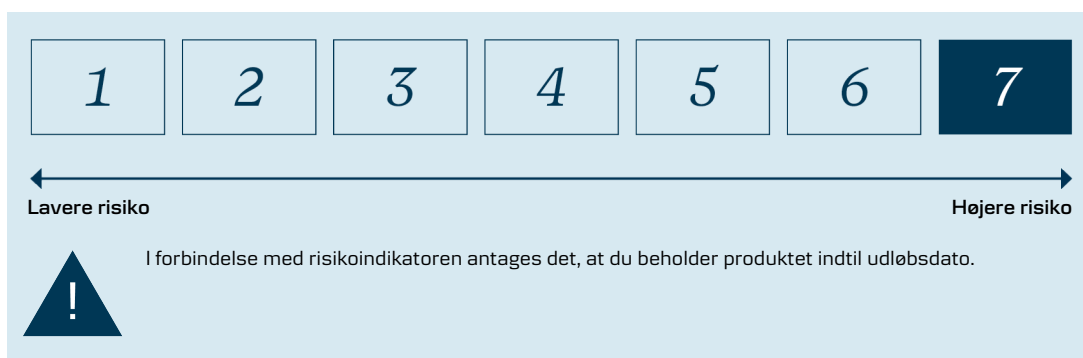 1 2 3 4 5 6 7
Lavere risiko Højere risiko
I forbindelse med risikoindikatoren antages det, at du beholder produktet indtil udløbsdato.
!